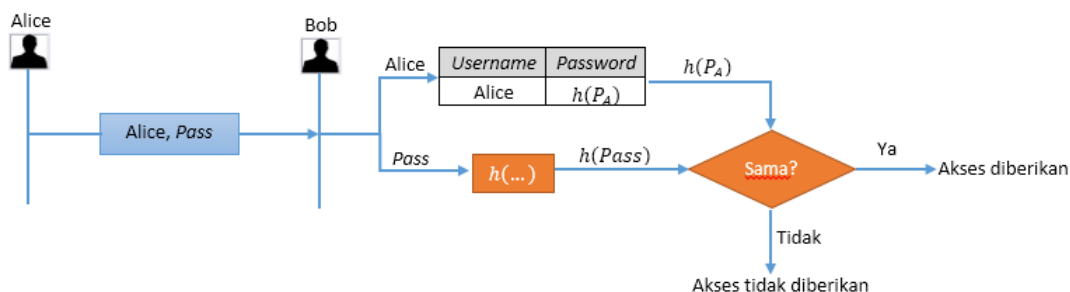 Alice
Bob
Alice, Pass
Alice
Username Password
Alice h(P_A)
h(P_A)
Pass
h(…)
h(Pass)
Sama?
Ya
Akses diberikan
Tidak
Akses tidak diberikan